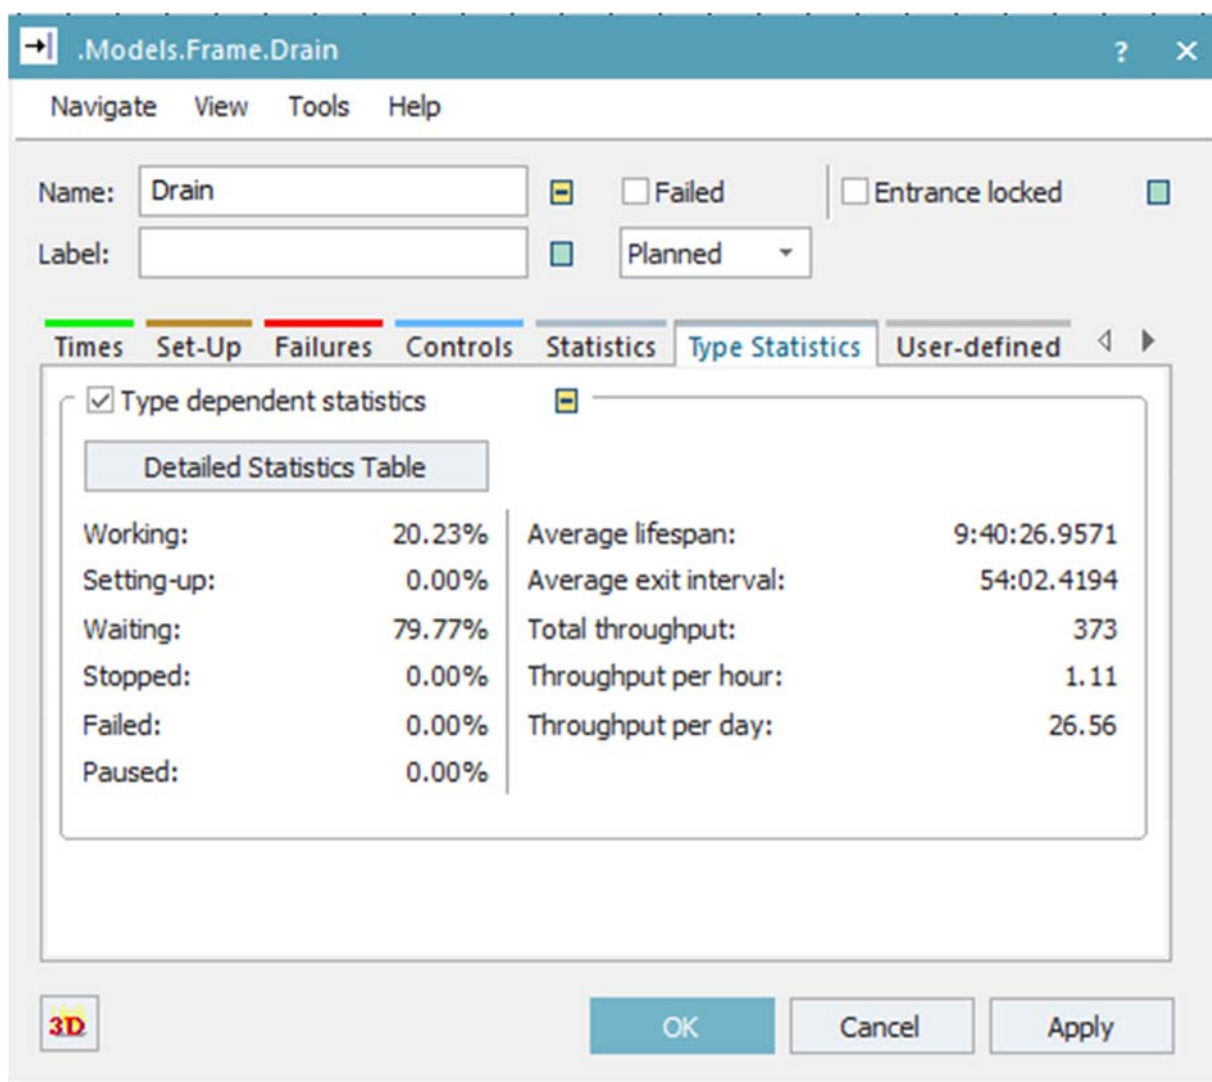 .Models.Frame.Drain ?
Navigate View Tools Help
Name: Drain Failed Entrance locked
Label: Planned
Times Set-Up Failures Controls Statistics Type Statistics User-defined
Type dependent statistics
Detailed Statistics Table
Working: 20.23% Average lifespan: 9:40:26.9571
Setting-up: 0.00% Average exit interval: 54:02.4194
Waiting: 79.77% Total throughput: 373
Stopped: 0.00% Throughput per hour: 1.11
Failed: 0.00% Throughput per day: 26.56
Paused: 0.00%
3D OK Cancel Apply